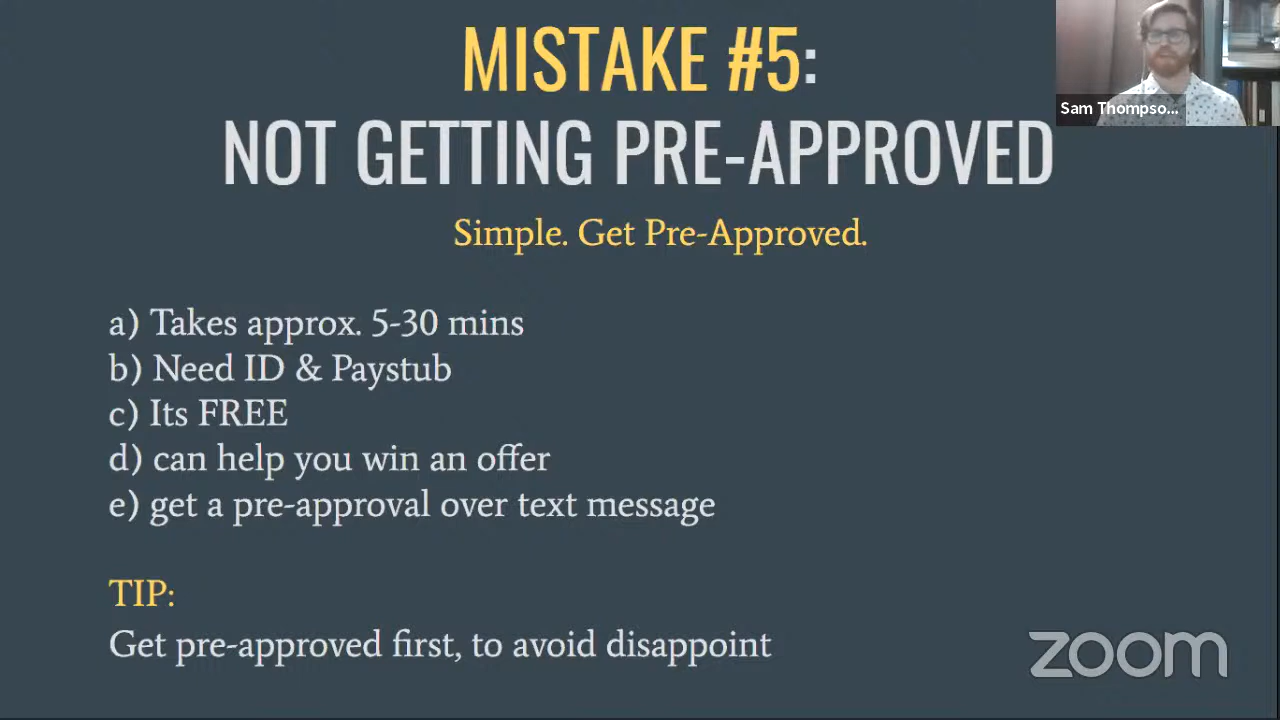 MISTAKE #5:
NOT GETTING PRE-APPROVED
Sam Thompso...
Simple. Get Pre-Approved.
a) Takes approx. 5-30 mins
b) Need ID & Paystub
c) Its FREE
d) can help you win an offer
e) get a pre-approval over text message
TIP:
Get pre-approved first, to avoid disappoint
zoom